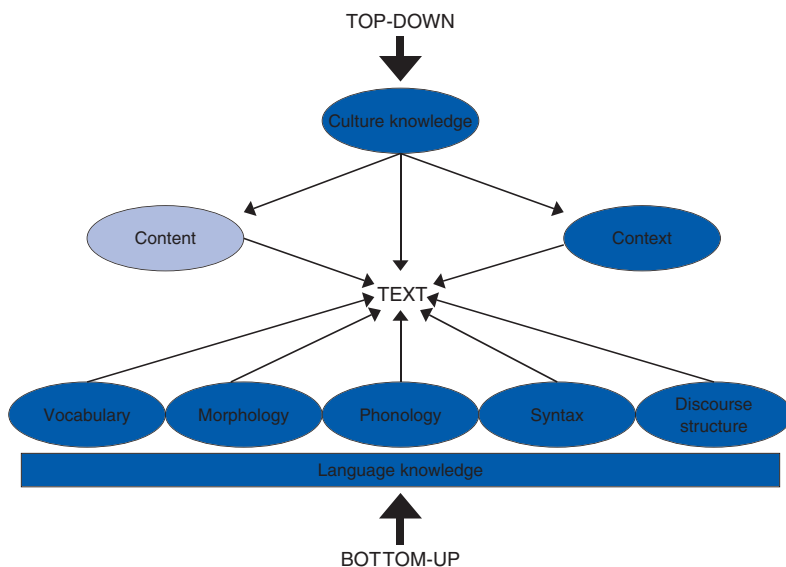 TOP-DOWN
Culture knowledge
Content
Context
TEXT
Vocabulary
Morphology
Phonology
Syntax
Discourse
structure
Language knowledge
BOTTOM-UP